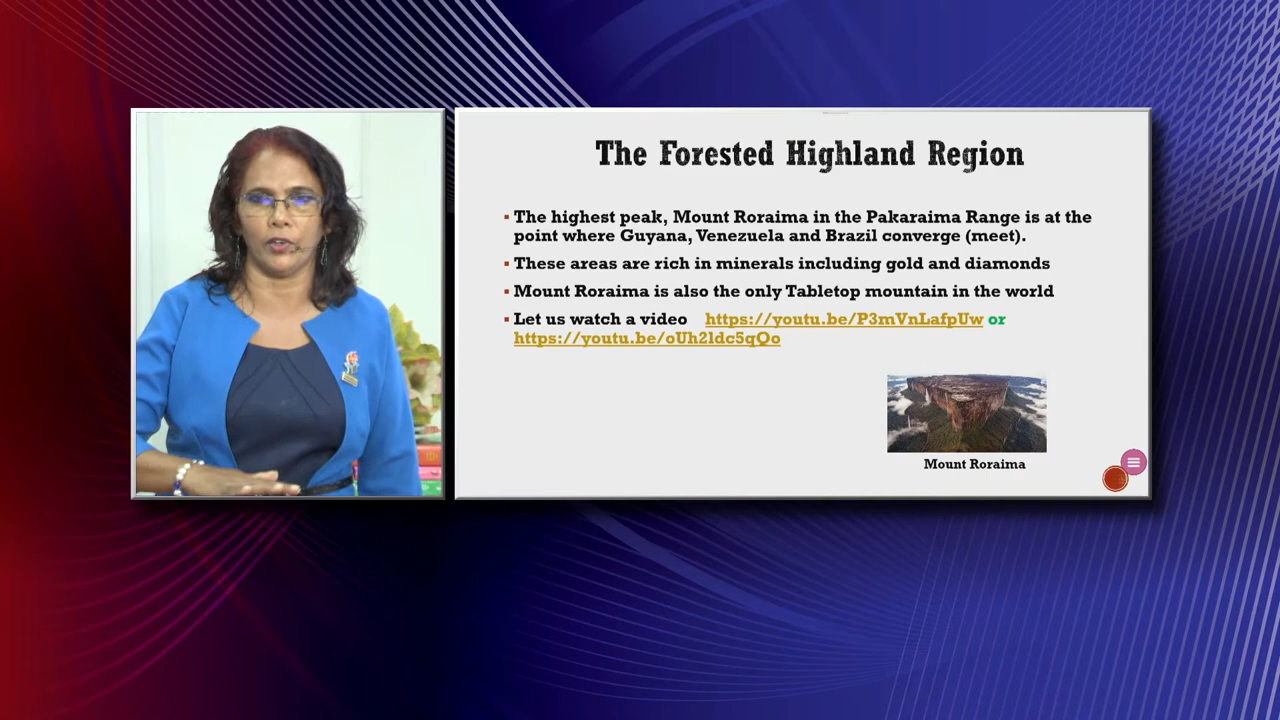 The Forested Highland Region
▪ The highest peak, Mount Roraima in the Pakaraima Range is at the
point where Guyana, Venezuela and Brazil converge (meet).
▪ These areas are rich in minerals including gold and diamonds
▪ Mount Roraima is also the only Tabletop mountain in the world
▪ Let us watch a video https://youtu.be/P3mVnLafpUw or
https://youtu.be/oUh2ldc5gQo
Mount Roraima